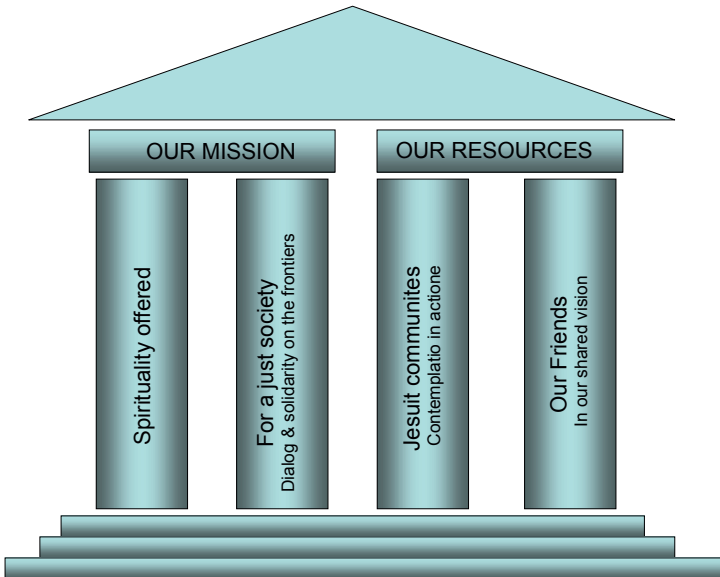 OUR MISSION
OUR RESOURCES
Spirituality offered
For a just society
Dialog & solidarity on the frontiers
Jesuit communites
Contemplatio in actione
Our Friends
In our shared vision